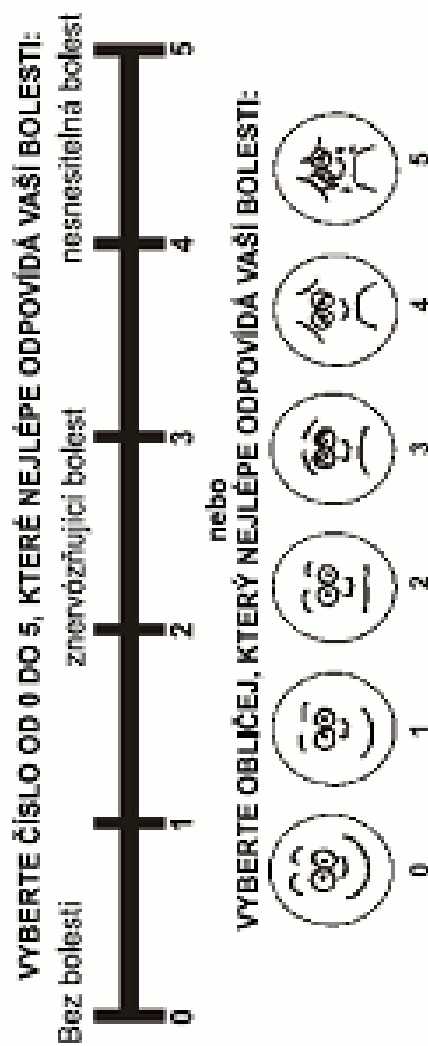 VYBERTE ČÍSLO OD 0 DO 5, KTERÉ NEJLÉPE ODPOVÍDÁ VAŠÍ BOLESTI:
Bez bolesti znervózňující bolest nesnesitelná bolest
0 1 2 3 4 5
nebo
VYBERTE OBLIČEJ, KTERÝ NEJLÉPE ODPOVÍDÁ VAŠÍ BOLESTI:
0 1 2 3 4 5